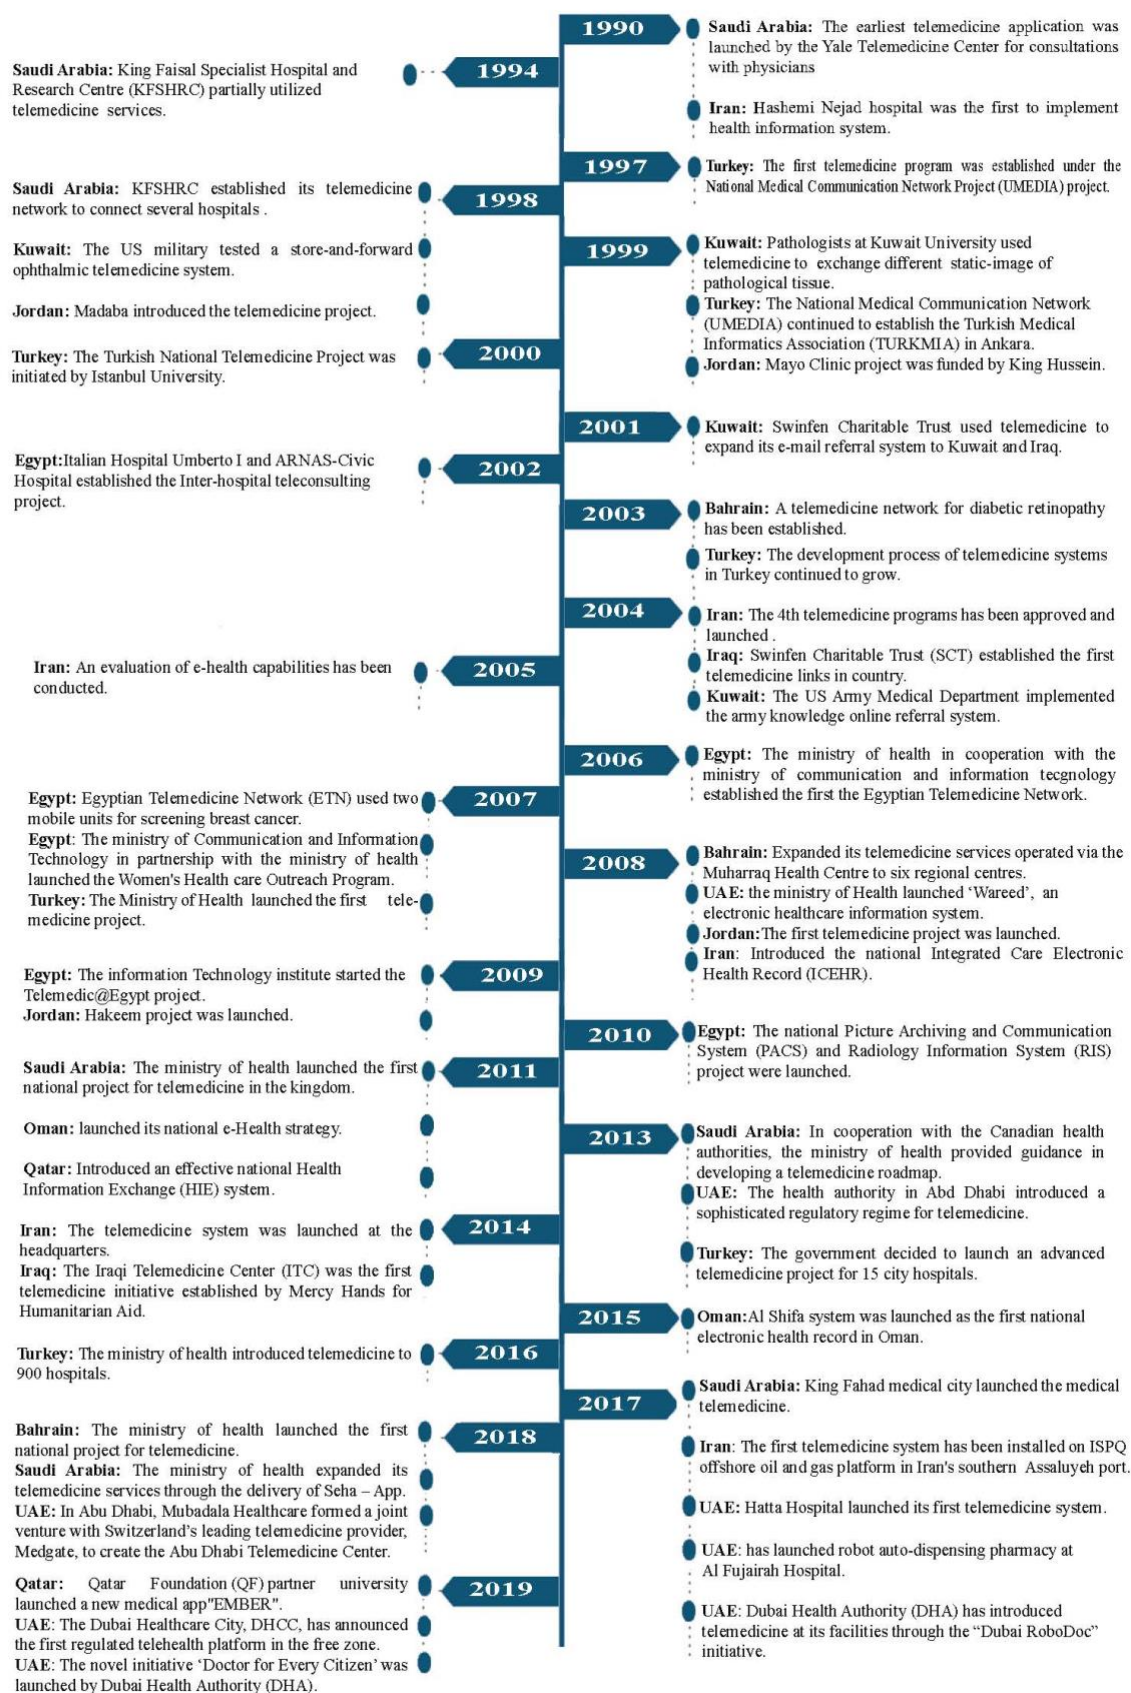 1990
Saudi Arabia: The earliest telemedicine application was
launched by the Yale Telemedicine Center for consultations
with physicians
Iran: Hashemi Nejad hospital was the first to implement
health information system.
1994
Saudi Arabia: King Faisal Specialist Hospital and
Research Centre (KFSHRC) partially utilized
telemedicine services.
1997
Turkey: The first telemedicine program was established under the
National Medical Communication Network Project (UMEDIA) project.
1998
Saudi Arabia: KFSHRC established its telemedicine
network to connect several hospitals .
Kuwait: The US military tested a store-and-forward
ophthalmic telemedicine system.
Jordan: Madaba introduced the telemedicine project.
1999
Kuwait: Pathologists at Kuwait University used
telemedicine to exchange different static-image of
pathological tissue.
Turkey: The National Medical Communication Network
(UMEDIA) continued to establish the Turkish Medical
Informatics Association (TURKMIA) in Ankara.
Jordan: Mayo Clinic project was funded by King Hussein.
2000
Turkey: The Turkish National Telemedicine Project was
initiated by Istanbul University.
2001
Kuwait: Swinfen Charitable Trust used telemedicine to
expand its e-mail referral system to Kuwait and Iraq.
2002
Egypt:Italian Hospital Umberto I and ARNAS-Civic
Hospital established the Inter-hospital teleconsulting
project.
2003
Bahrain: A telemedicine network for diabetic retinopathy
has been established.
Turkey: The development process of telemedicine systems
in Turkey continued to grow.
2004
Iran: The 4th telemedicine programs has been approved and
launched .
Iraq: Swinfen Charitable Trust (SCT) established the first
telemedicine links in country.
Kuwait: The US Army Medical Department implemented
the army knowledge online referral system.
2005
Iran: An evaluation of e-health capabilities has been
conducted.
2006
Egypt: The ministry of health in cooperation with the
ministry of communication and information tecgnology
established the first the Egyptian Telemedicine Network.
2007
Egypt: Egyptian Telemedicine Network (ETN) used two
mobile units for screening breast cancer.
Egypt: The ministry of Communication and Information
Technology in partnership with the ministry of health
launched the Women's Health care Outreach Program.
Turkey: The Ministry of Health launched the first tele-
medicine project.
2008
Bahrain: Expanded its telemedicine services operated via the
Muharraq Health Centre to six regional centres.
UAE: the ministry of Health launched ‘Wareed’, an
electronic healthcare information system.
Jordan:The first telemedicine project was launched.
Iran: Introduced the national Integrated Care Electronic
Health Record (ICEHR).
2009
Egypt: The information Technology institute started the
Telemedic@Egypt project.
Jordan: Hakeem project was launched.
2010
Egypt: The national Picture Archiving and Communication
System (PACS) and Radiology Information System (RIS)
project were launched.
2011
Saudi Arabia: The ministry of health launched the first
national project for telemedicine in the kingdom.
Oman: launched its national e-Health strategy.
Qatar: Introduced an effective national Health
Information Exchange (HIE) system.
2013
Saudi Arabia: In cooperation with the Canadian health
authorities, the ministry of health provided guidance in
developing a telemedicine roadmap.
UAE: The health authority in Abd Dhabi introduced a
sophisticated regulatory regime for telemedicine.
Turkey: The government decided to launch an advanced
telemedicine project for 15 city hospitals.
2014
Iran: The telemedicine system was launched at the
headquarters.
Iraq: The Iraqi Telemedicine Center (ITC) was the first
telemedicine initiative established by Mercy Hands for
Humanitarian Aid.
2015
Oman:Al Shifa system was launched as the first national
electronic health record in Oman.
2016
Turkey: The ministry of health introduced telemedicine to
900 hospitals.
2017
Saudi Arabia: King Fahad medical city launched the medical
telemedicine.
Iran: The first telemedicine system has been installed on ISPQ
offshore oil and gas platform in Iran's southern Assaluyeh port.
UAE: Hatta Hospital launched its first telemedicine system.
UAE: has launched robot auto-dispensing pharmacy at
Al Fujairah Hospital.
UAE: Dubai Health Authority (DHA) has introduced
telemedicine at its facilities through the “Dubai RoboDoc”
initiative.
2018
Bahrain: The ministry of health launched the first
national project for telemedicine.
Saudi Arabia: The ministry of health expanded its
telemedicine services through the delivery of Seha – App.
UAE: In Abu Dhabi, Mubadala Healthcare formed a joint
venture with Switzerland’s leading telemedicine provider,
Medgate, to create the Abu Dhabi Telemedicine Center.
2019
Qatar: Qatar Foundation (QF) partner university
launched a new medical app"EMBER".
UAE: The Dubai Healthcare City, DHCC, has announced
the first regulated telehealth platform in the free zone.
UAE: The novel initiative ‘Doctor for Every Citizen’ was
launched by Dubai Health Authority (DHA).